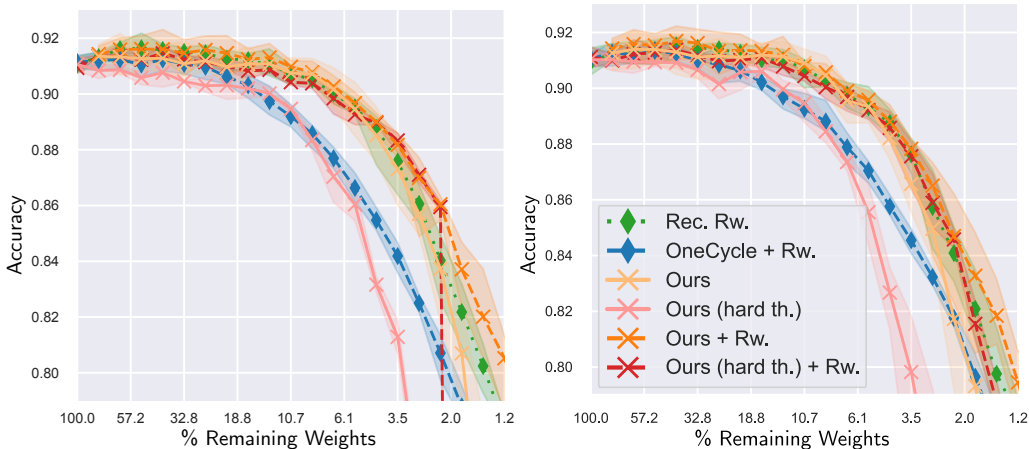 0.92
0.90
0.88
0.86
0.84
0.82
0.80
Accuracy
100.0 57.2 32.8 18.8 10.7 6.1 3.5 2.0 1.2
% Remaining Weights
0.92
0.90
0.88
0.86
0.84
0.82
0.80
Accuracy
Rec. Rw.
OneCycle + Rw.
Ours
Ours (hard th.)
Ours + Rw.
Ours (hard th.) + Rw.
100.0 57.2 32.8 18.8 10.7 6.1 3.5 2.0 1.2
% Remaining Weights